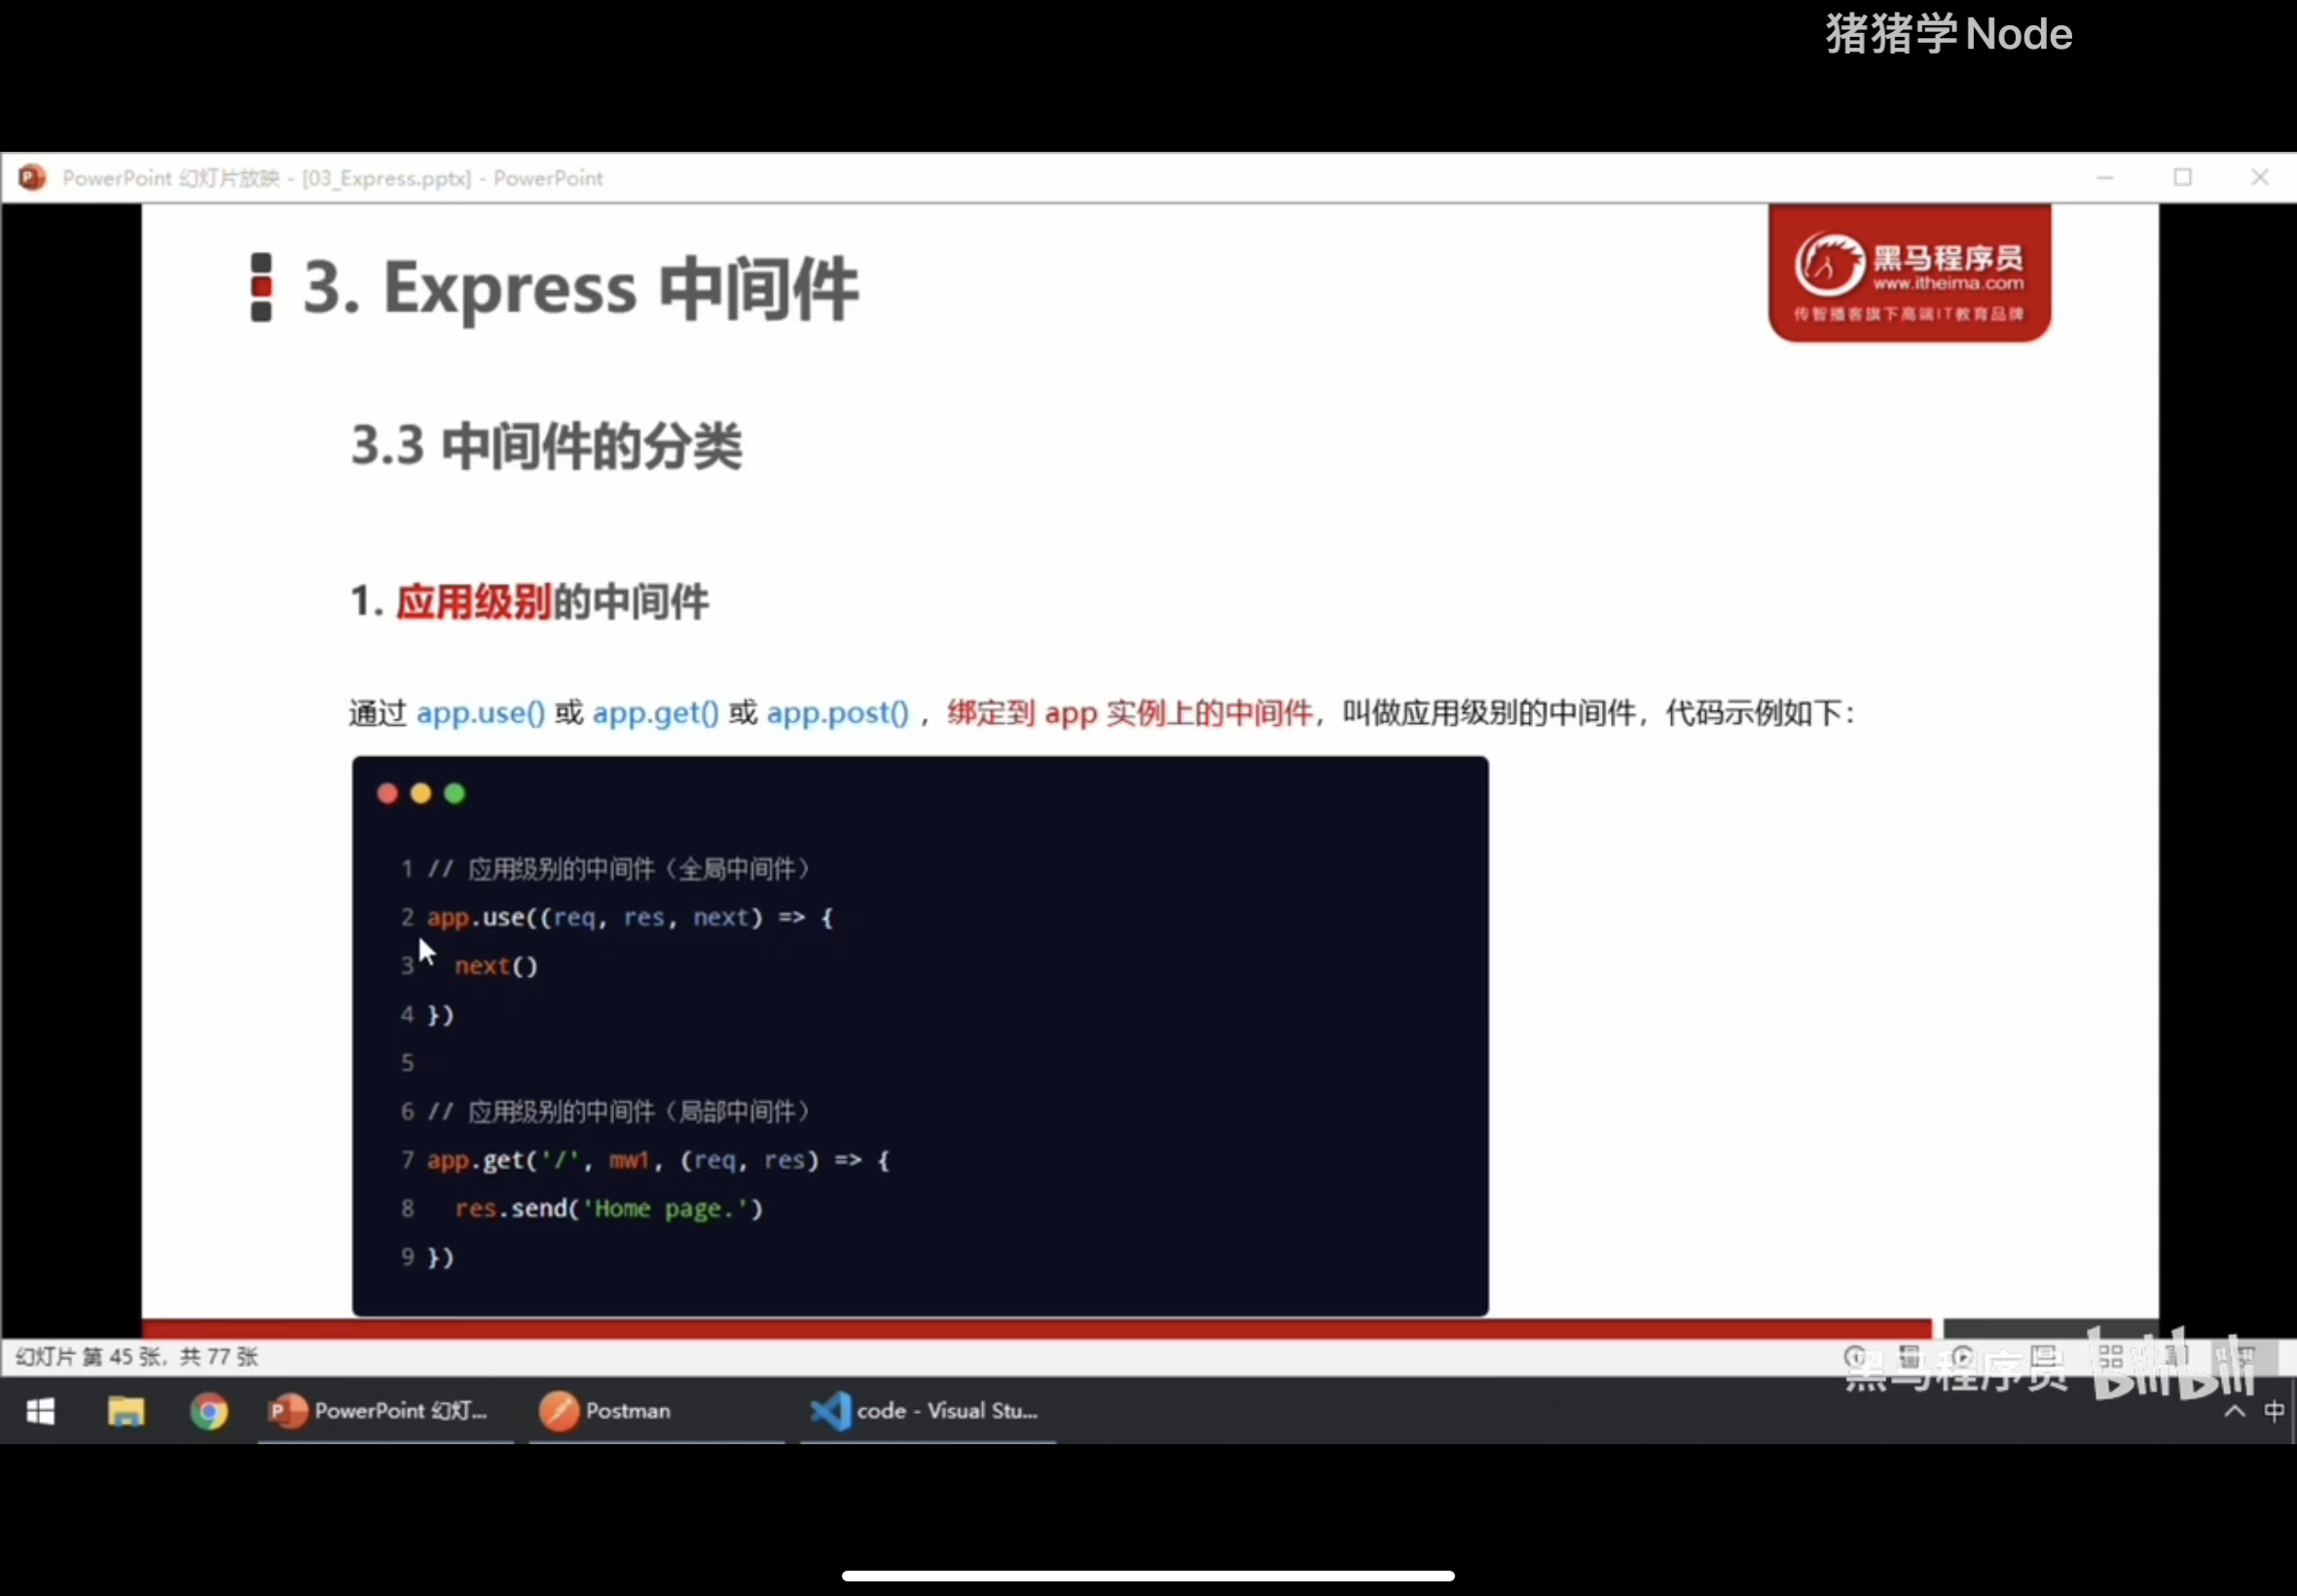 猪猪学Node
PowerPoint 幻灯片放映 - [03_Express.pptx] - PowerPoint
3. Express 中间件
黑马程序员
www.itheima.com
传智播客旗下高端IT教育品牌
3.3 中间件的分类
1. 应用级别的中间件
通过 app.use() 或 app.get() 或 app.post() ，绑定到 app 实例上的中间件，叫做应用级别的中间件，代码示例如下：
1 // 应用级别的中间件（全局中间件）
2 app.use((req, res, next) => {
3 next()
4 })
5
6 // 应用级别的中间件（局部中间件）
7 app.get('/', mw1, (req, res) => {
8 res.send('Home page.')
9 })
幻灯片 第 45 张，共 77 张
黑马程序员 bilibili
PowerPoint 幻灯...
Postman
code - Visual Stu...
中